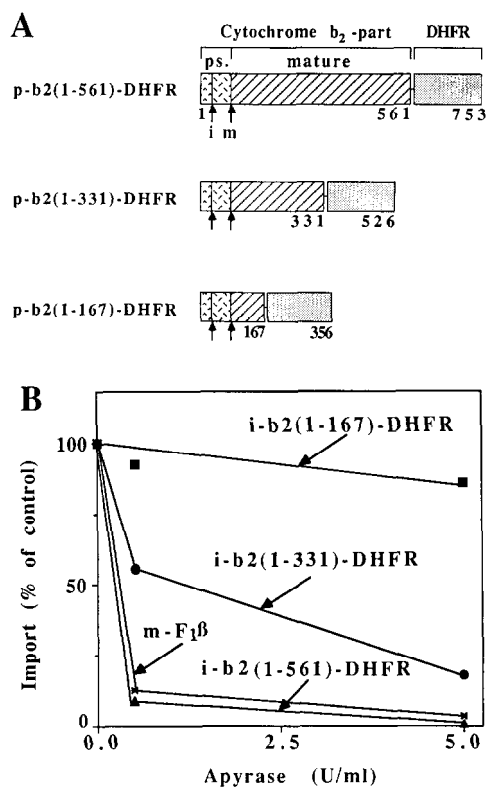 A
Cytochrome b2-part DHFR
ps. mature
p-b2(1-561)-DHFR
1 i m 561 753
p-b2(1-331)-DHFR
331 526
p-b2(1-167)-DHFR
167 356
B
i-b2(1-167)-DHFR
100
i-b2(1-331)-DHFR
50
m-F1ß
i-b2(1-561)-DHFR
0
0.0 2.5 5.0
Import (% of control)
Apyrase (U/ml)